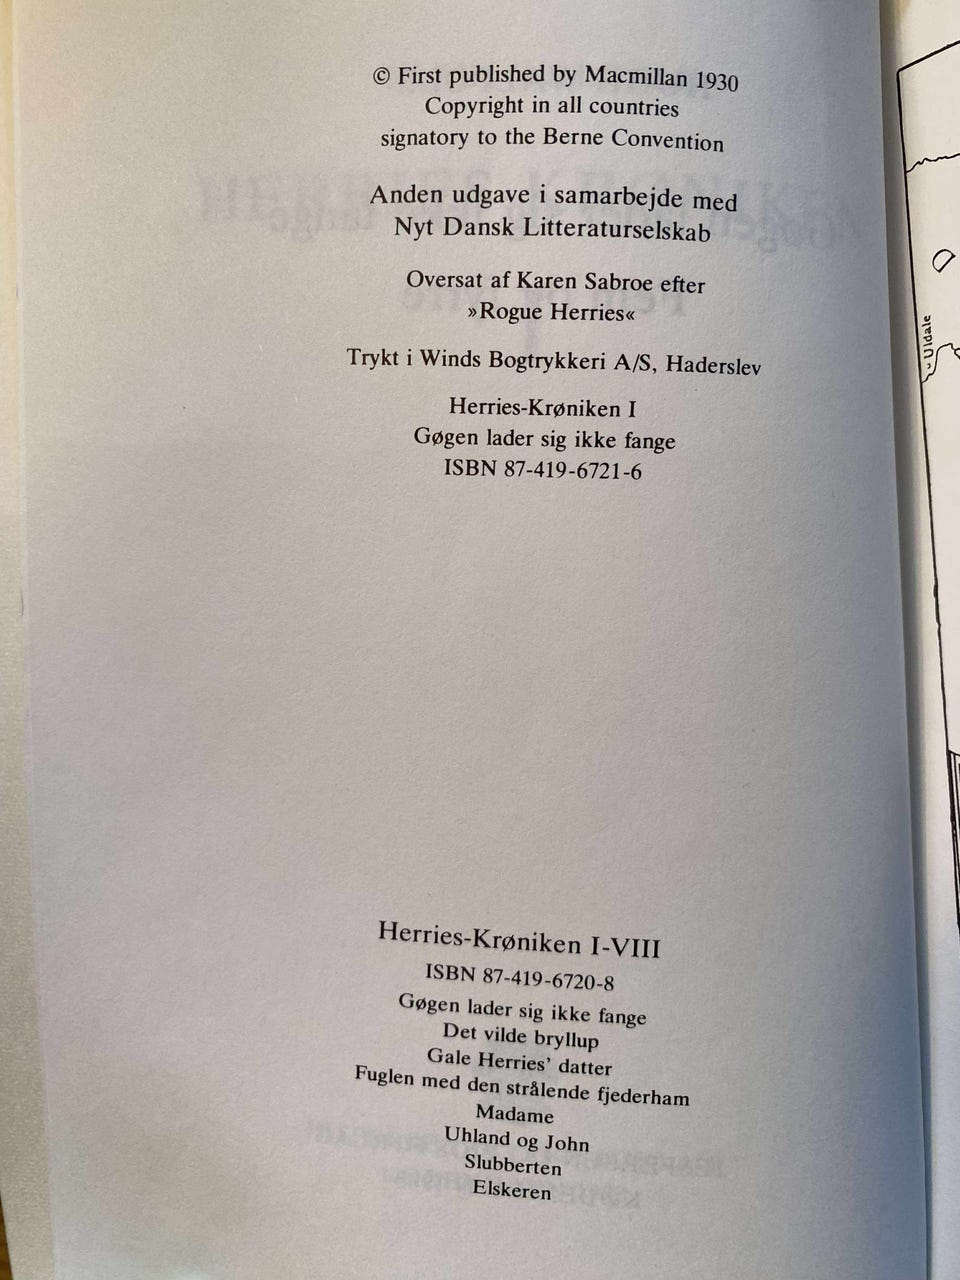 © First published by Macmillan 1930
Copyright in all countries
signatory to the Berne Convention
Anden udgave i samarbejde med
Nyt Dansk Litteraturselskab
Oversat af Karen Sabroe efter
»Rogue Herries«
Trykt i Winds Bogtrykkeri A/S, Haderslev
Herries-Krøniken I
Gøgen lader sig ikke fange
ISBN 87-419-6721-6
Herries-Krøniken I-VIII
ISBN 87-419-6720-8
Gøgen lader sig ikke fange
Det vilde bryllup
Gale Herries' datter
Fuglen med den strålende fjederham
Madame
Uhland og John
Slubberten
Elskeren
Uldale